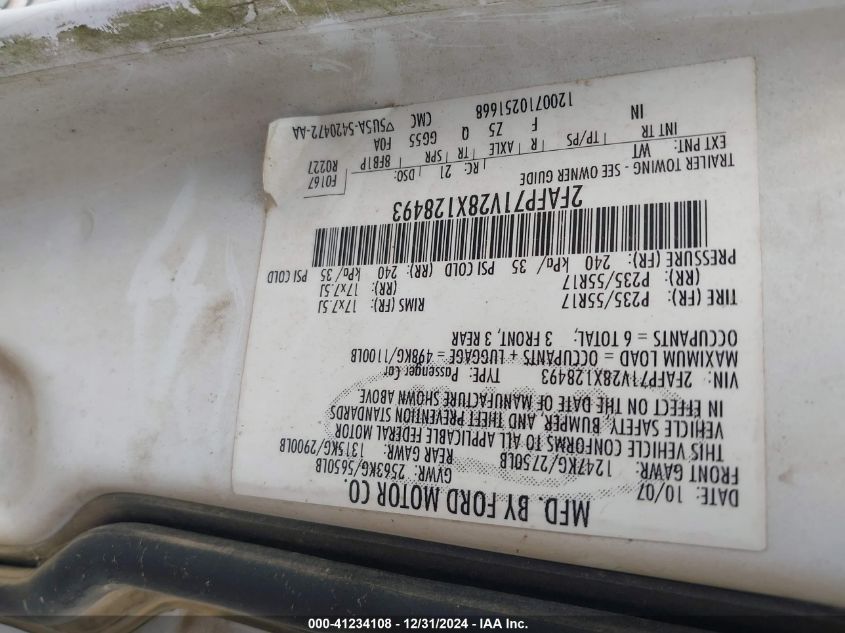 MFD. BY FORD MOTOR CO.
DATE: 10/07 GVWR: 2563KG/5650LB
FRONT GAWR: 1247KG/2750LB REAR GAWR: 1315KG/2900LB
THIS VEHICLE CONFORMS TO ALL APPLICABLE FEDERAL MOTOR
VEHICLE SAFETY, BUMPER, AND THEFT PREVENTION STANDARDS
IN EFFECT ON THE DATE OF MANUFACTURE SHOWN ABOVE.
VIN: 2FAFP71V28X128493 TYPE: Passenger Car
MAXIMUM LOAD = OCCUPANTS + LUGGAGE = 498KG/1100LB
OCCUPANTS = 6 TOTAL; 3 FRONT, 3 REAR
TIRE (FR): P235/55R17 RIMS (FR): 17x7.5J
(RR): P235/55R17 (RR): 17x7.5J
PRESSURE (FR): 240 kPa/ 35 PSI COLD (RR): 240 kPa/ 35 PSI COLD
2FAFP71V28X128493
TRAILER TOWING - SEE OWNER GUIDE
EXT PNT: WT RC: 21 DSO: F0167
R0227
INT TR TP/PS R AXLE TR SPR 8FB1P
IN F Z5 Q GG55 F0A
1200710251668 CMC ▽5U5A-5420472-AA
000-41234108 - 12/31/2024 - IAA Inc.